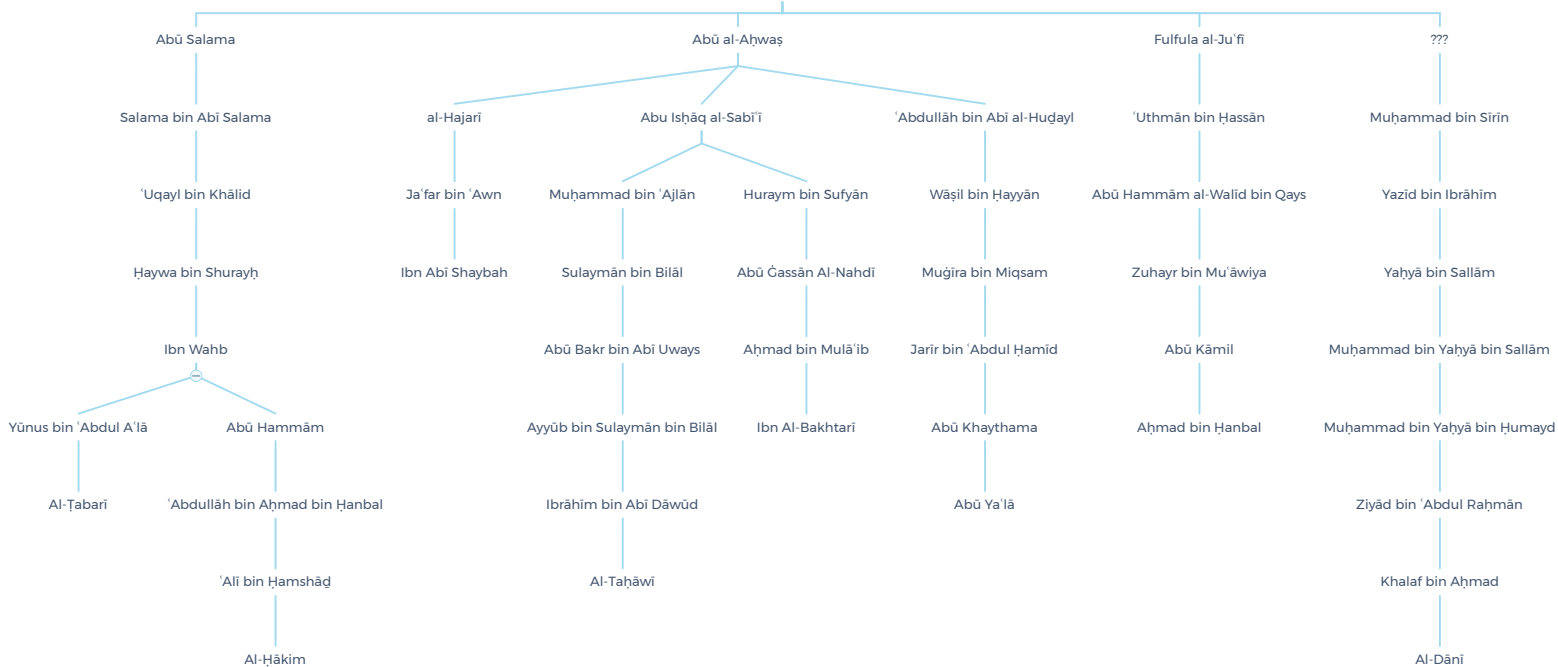 Abū Salama
Abū al-Aḥwaṣ
Fulfula al-Juʿfī
???
Salama bin Abī Salama
al-Hajarī
Abu Isḥāq al-Sabīʿī
ʿAbdullāh bin Abī al-Huḏayl
ʿUthmān bin Ḥassān
Muḥammad bin Sīrīn
ʿUqayl bin Khālid
Jaʿfar bin ʿAwn
Muḥammad bin ʿAjlān
Huraym bin Sufyān
Wāṣil bin Ḥayyān
Abū Hammām al-Walīd bin Qays
Yazīd bin Ibrāhīm
Ḥaywa bin Shurayḥ
Ibn Abī Shaybah
Sulaymān bin Bilāl
Abū Ġassān Al-Nahdī
Muġīra bin Miqsam
Zuhayr bin Muʿāwiya
Yaḥyā bin Sallām
Ibn Wahb
Abū Bakr bin Abī Uways
Aḥmad bin Mulāʿib
Jarīr bin ʿAbdul Ḥamīd
Abū Kāmil
Muḥammad bin Yaḥyā bin Sallām
Yūnus bin ʿAbdul Aʿlā
Abū Hammām
Ayyūb bin Sulaymān bin Bilāl
Ibn Al-Bakhtarī
Abū Khaythama
Aḥmad bin Ḥanbal
Muḥammad bin Yaḥyā bin Ḥumayd
Al-Ṭabarī
ʿAbdullāh bin Aḥmad bin Ḥanbal
Ibrāhīm bin Abī Dāwūd
Abū Yaʿlā
Ziyād bin ʿAbdul Raḥmān
ʿAlī bin Ḥamshāḏ
Al-Taḥāwī
Khalaf bin Aḥmad
Al-Ḥākim
Al-Dānī